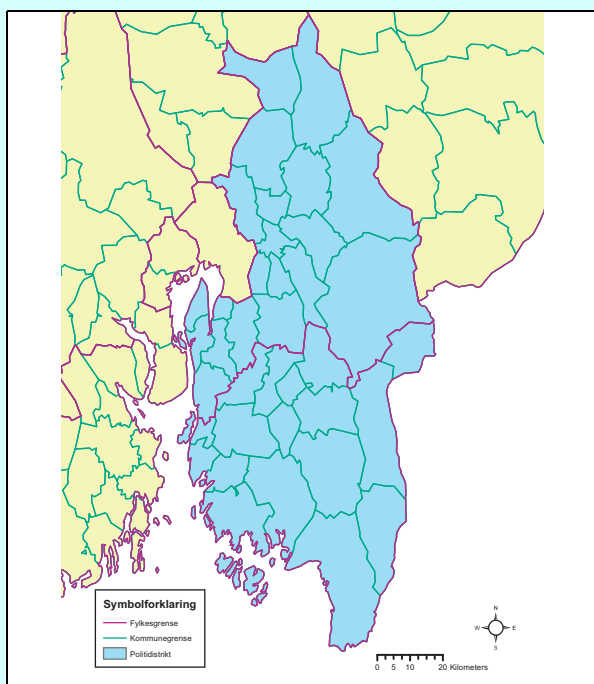 Symbolforklaring
Fylkesgrense
Kommunegrense
Politidistrikt
N
W E
S
0 5 10 20 Kilometers